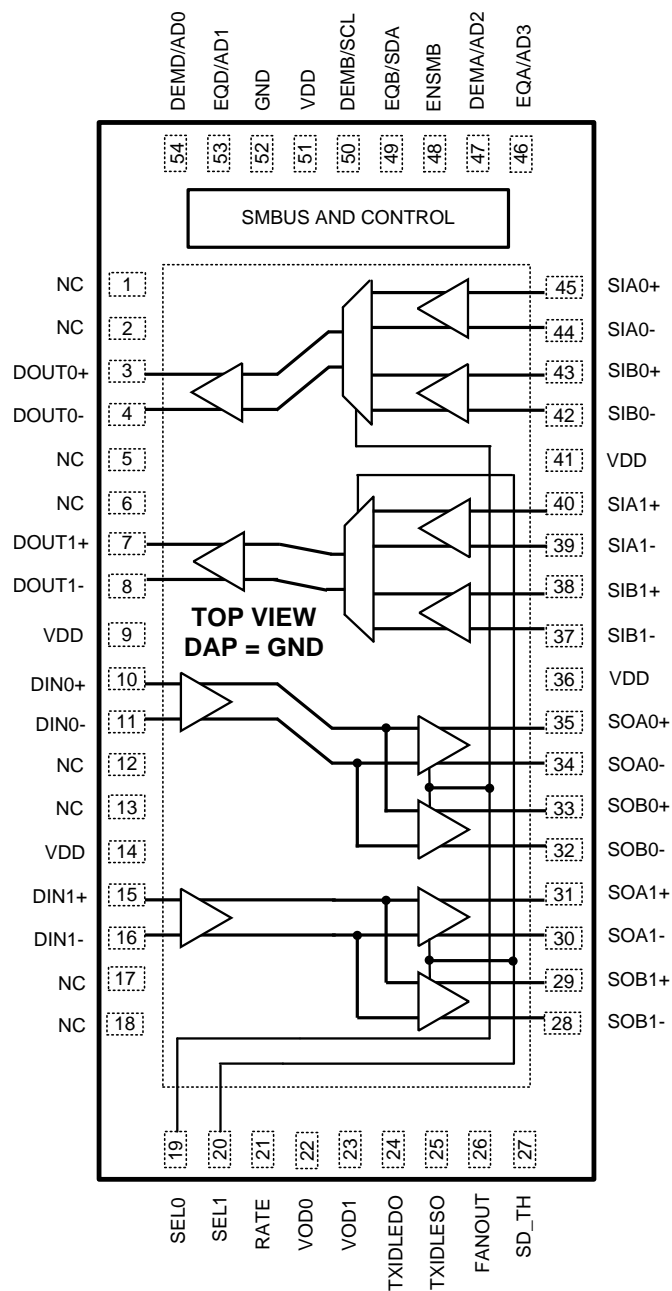 DEMD/AD0
EQD/AD1
GND
VDD
DEMB/SCL
EQB/SDA
ENSMB
DEMA/AD2
EQA/AD3
54
53
52
51
50
49
48
47
46
SMBUS AND CONTROL
NC 1
NC 2
DOUT0+ 3
DOUT0- 4
NC 5
NC 6
DOUT1+ 7
DOUT1- 8
VDD 9
DIN0+ 10
DIN0- 11
NC 12
NC 13
VDD 14
DIN1+ 15
DIN1- 16
NC 17
NC 18
TOP VIEW
DAP = GND
45 SIA0+
44 SIA0-
43 SIB0+
42 SIB0-
41 VDD
40 SIA1+
39 SIA1-
38 SIB1+
37 SIB1-
36 VDD
35 SOA0+
34 SOA0-
33 SOB0+
32 SOB0-
31 SOA1+
30 SOA1-
29 SOB1+
28 SOB1-
19
20
21
22
23
24
25
26
27
SEL0
SEL1
RATE
VOD0
VOD1
TXIDLEDO
TXIDLESO
FANOUT
SD_TH